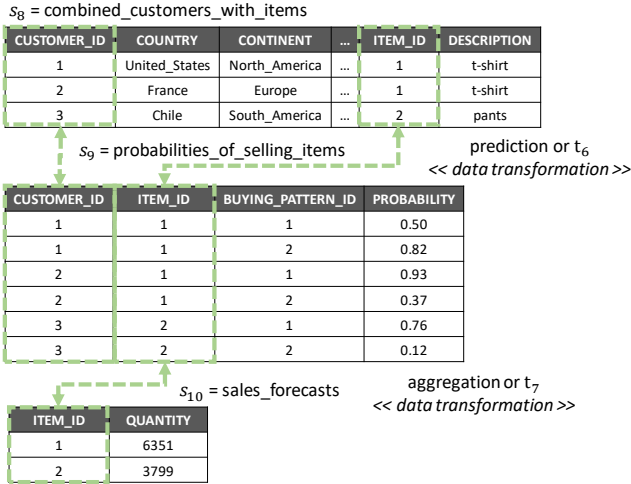 s₈ = combined_customers_with_items
CUSTOMER_ID COUNTRY CONTINENT ... ITEM_ID DESCRIPTION
1 United_States North_America ... 1 t-shirt
2 France Europe ... 1 t-shirt
3 Chile South_America ... 2 pants
s₉ = probabilities_of_selling_items
prediction or t₆
<< data transformation >>
CUSTOMER_ID ITEM_ID BUYING_PATTERN_ID PROBABILITY
1 1 1 0.50
1 1 2 0.82
2 1 1 0.93
2 1 2 0.37
3 2 1 0.76
3 2 2 0.12
s₁₀ = sales_forecasts
aggregation or t₇
<< data transformation >>
ITEM_ID QUANTITY
1 6351
2 3799